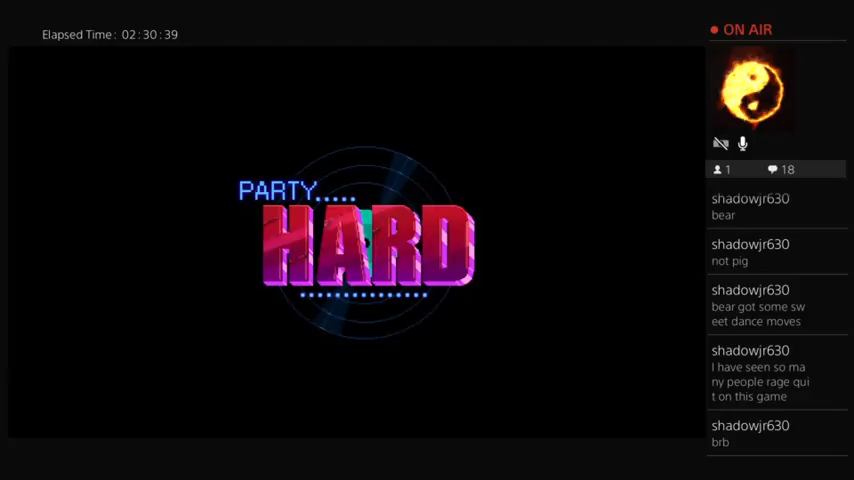 Elapsed Time: 02:30:39
ON AIR
1 18
PARTY.....
HARD
shadowjr630
bear
shadowjr630
not pig
shadowjr630
bear got some sw
eet dance moves
shadowjr630
I have seen so ma
ny people rage qui
t on this game
shadowjr630
brb